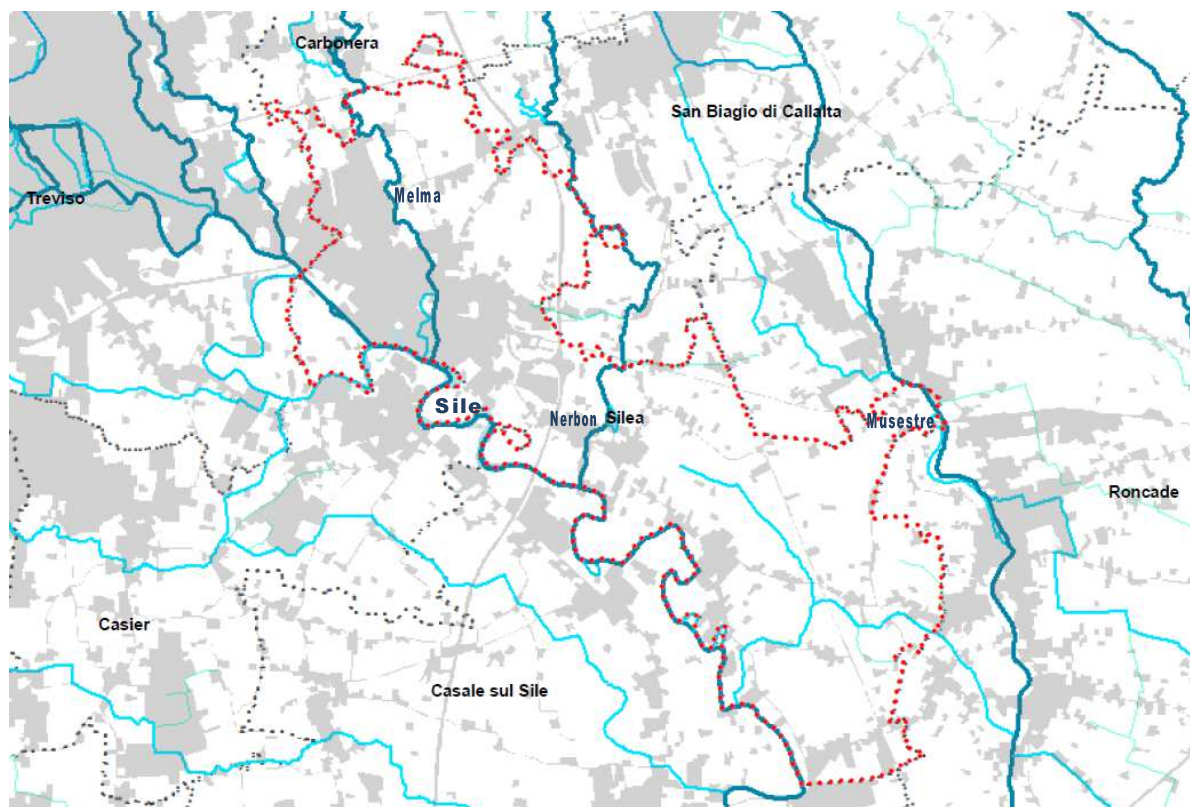 Carbonera
San Biagio di Callalta
Treviso
Melma
Sile
Nerbon
Silea
Musestre
Roncade
Casier
Casale sul Sile